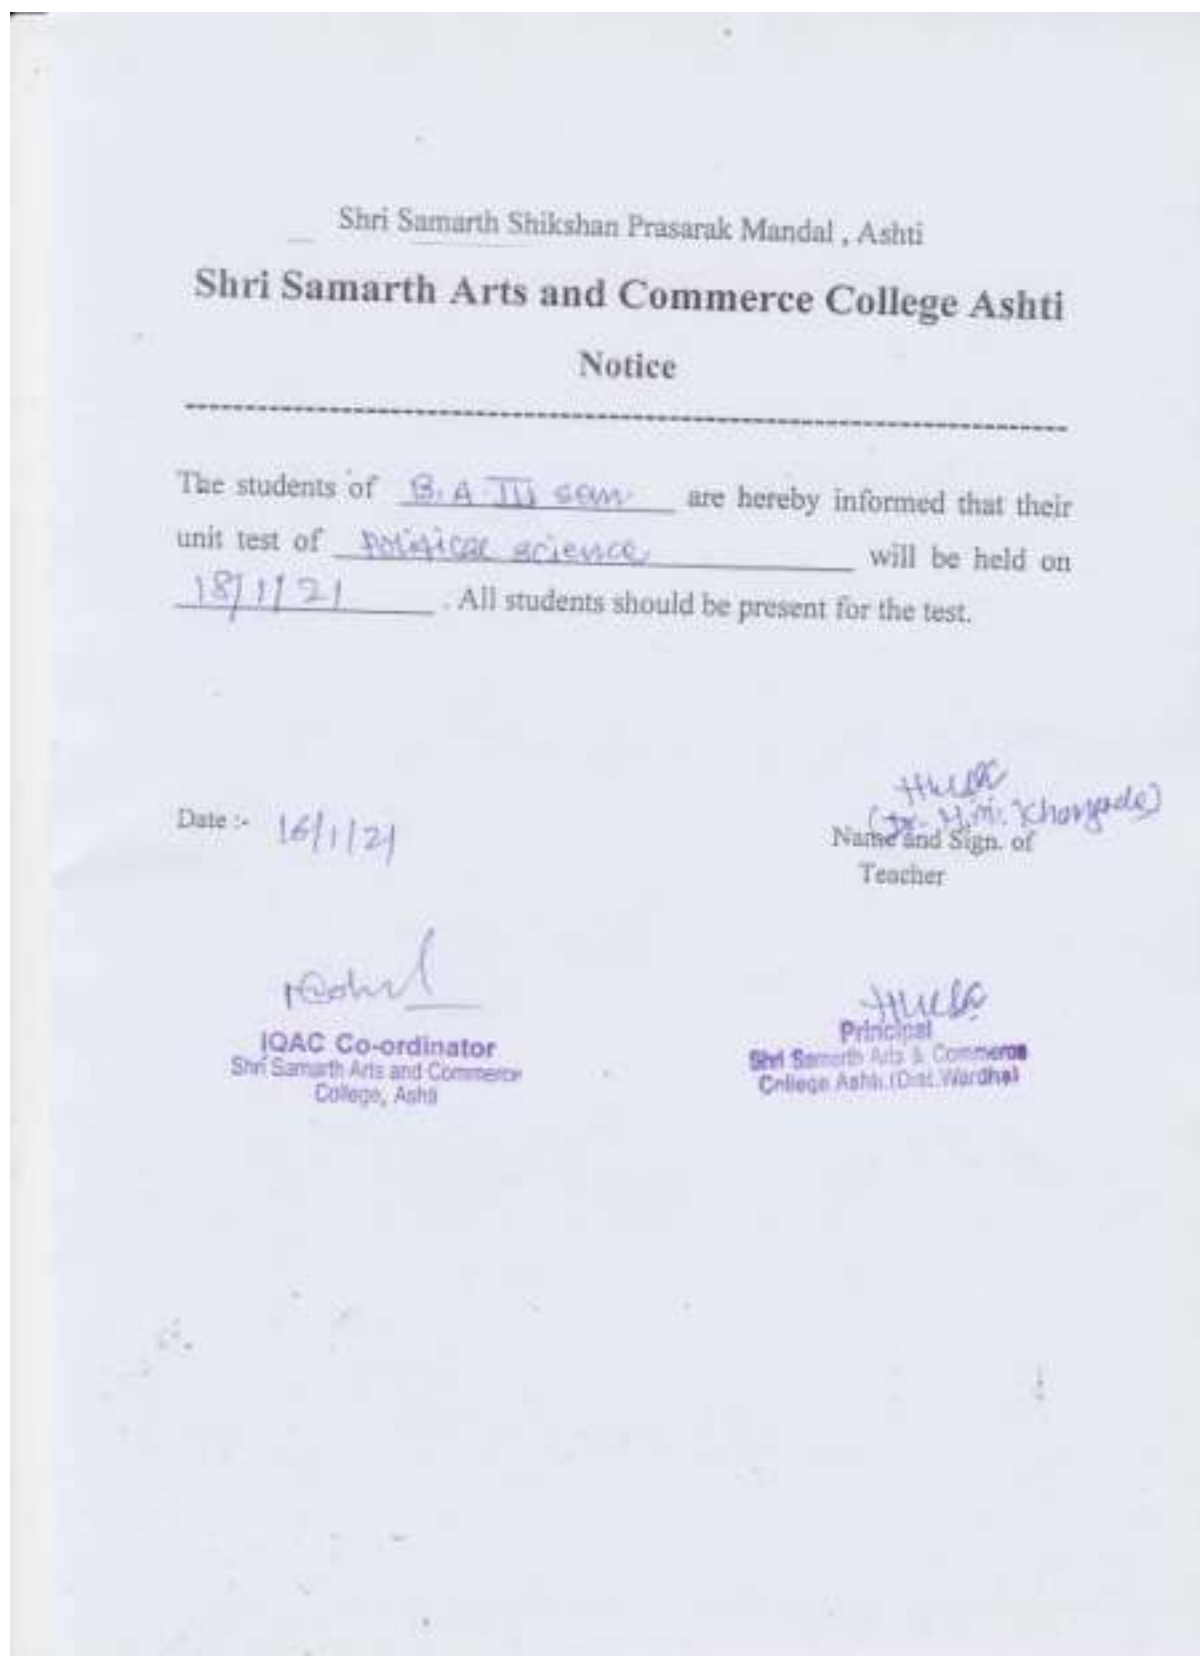 Shri Samarth Shikshan Prasarak Mandal , Ashti
Shri Samarth Arts and Commerce College Ashti
Notice
The students of B.A III sem are hereby informed that their
unit test of political science will be held on
18/1/21 . All students should be present for the test.
Date :- 16/1/21
(Dr. H.M. Khorgade)
Name and Sign. of
Teacher
IQAC Co-ordinator
Shri Samarth Arts and Commerce
College, Ashti
Principal
Shri Samarth Arts & Commerce
College Ashti.(Dist.Wardha)